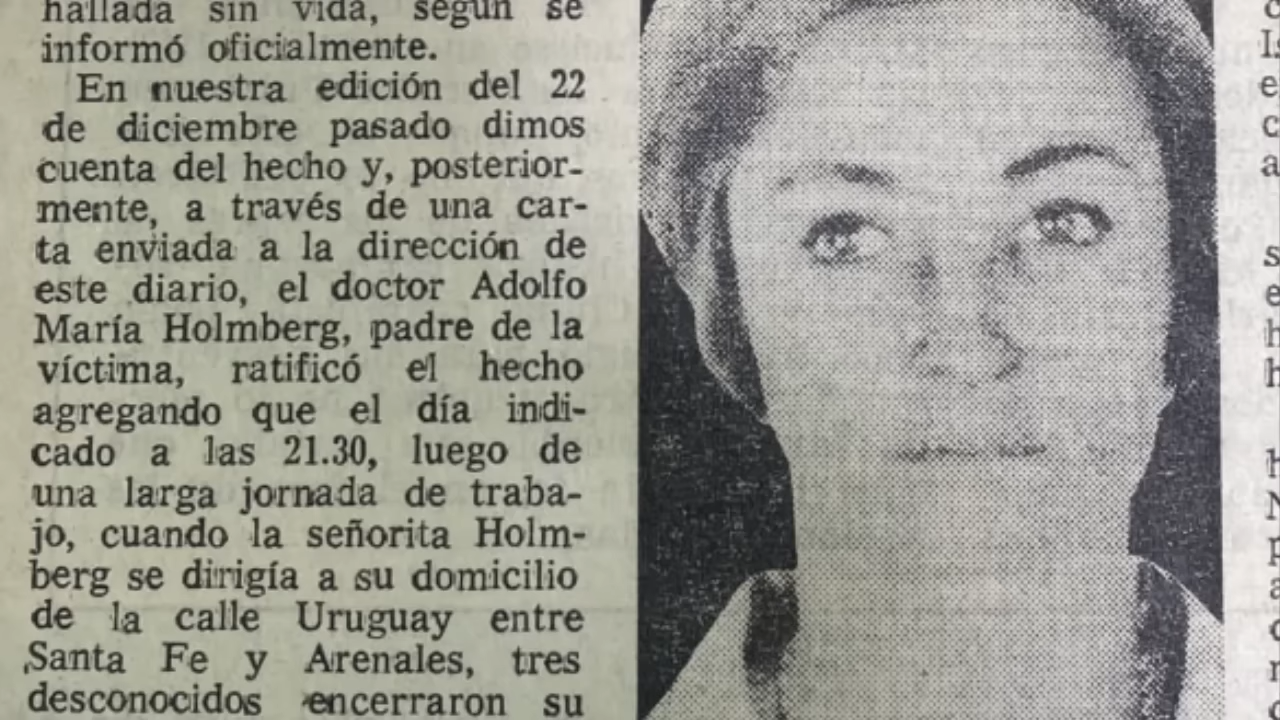 hallada sin vida, según se
informó oficialmente.
En nuestra edición del 22
de diciembre pasado dimos
cuenta del hecho y, posterior-
mente, a través de una car-
ta enviada a la dirección de
este diario, el doctor Adolfo
María Holmberg, padre de la
víctima, ratificó el hecho
agregando que el día indi-
cado a las 21.30, luego de
una larga jornada de traba-
jo, cuando la señorita Holm-
berg se dirigía a su domicilio
de la calle Uruguay entre
Santa Fe y Arenales, tres
desconocidos encerraron su